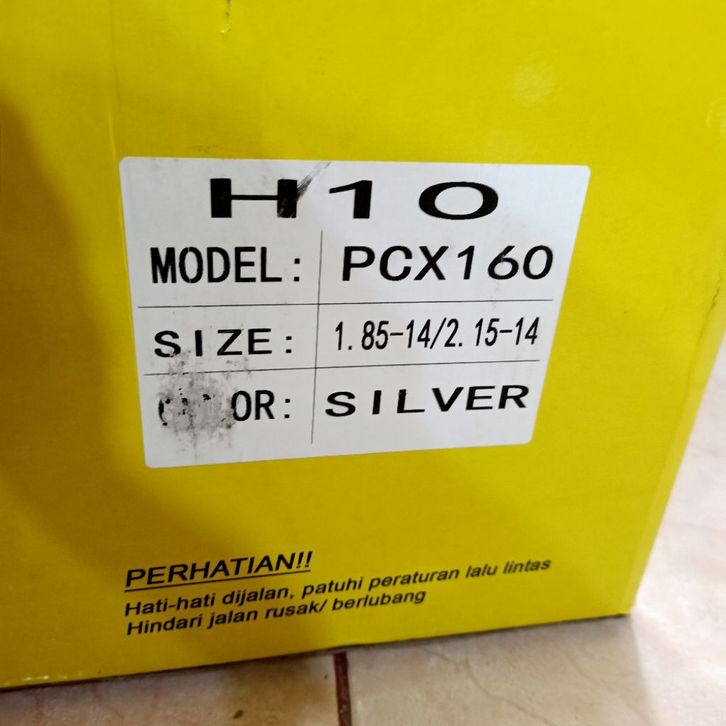 H10
MODEL: PCX160
SIZE: 1.85-14/2.15-14
SILVER
PERHATIAN!!
Hati-hati dijalan, patuhi peraturan lalu lintas
Hindari jalan rusak/ berlubang